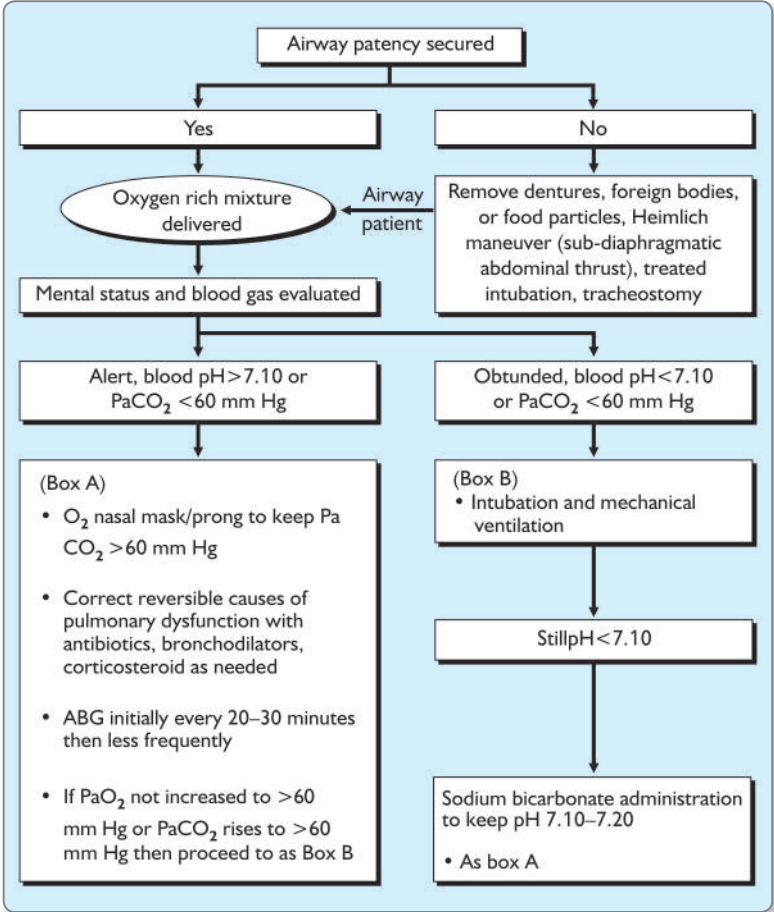 Airway patency secured
Yes
No
Oxygen rich mixture
delivered
Airway
patient
Remove dentures, foreign bodies,
or food particles, Heimlich
maneuver (sub-diaphragmatic
abdominal thrust), treated
intubation, tracheostomy
Mental status and blood gas evaluated
Alert, blood pH>7.10 or
PaCO₂ <60 mm Hg
Obtunded, blood pH<7.10
or PaCO₂ <60 mm Hg
(Box A)
• O₂ nasal mask/prong to keep Pa
CO₂ >60 mm Hg
• Correct reversible causes of
pulmonary dysfunction with
antibiotics, bronchodilators,
corticosteroid as needed
• ABG initially every 20–30 minutes
then less frequently
• If PaO₂ not increased to >60
mm Hg or PaCO₂ rises to >60
mm Hg then proceed to as Box B
(Box B)
• Intubation and mechanical
ventilation
StillpH<7.10
Sodium bicarbonate administration
to keep pH 7.10–7.20
• As box A